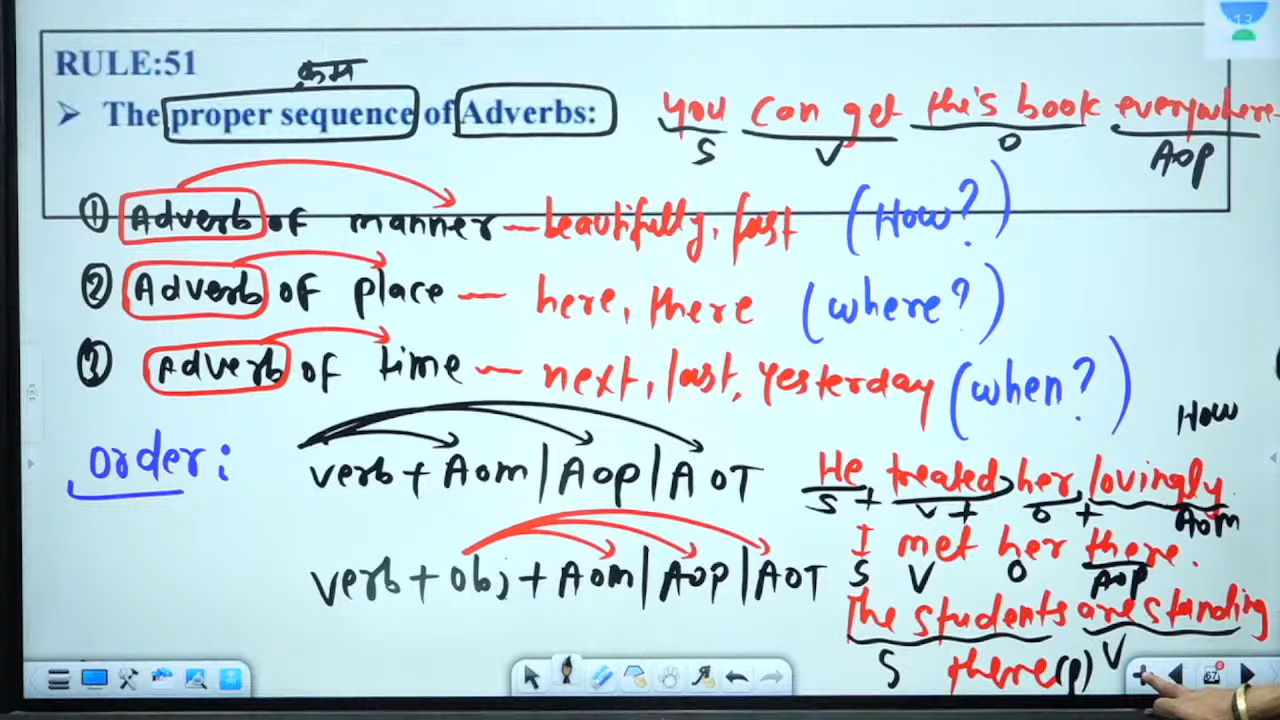 13
RULE:51
क्रम
➢ The proper sequence of Adverbs:
You can get this book everywhere
S V O AOP
① Adverb of manner — beautifully, fast (How?)
② Adverb of place — here, there (where?)
③ Adverb of time — next, last, yesterday (when?)
How
Order:
verb + Aom | Aop | AOT
He treated her lovingly
S + V + O + Aom
verb + obj + Aom | AOP | AOT
I met her there.
S V O AOP
The students are standing
S V
there (p)
67